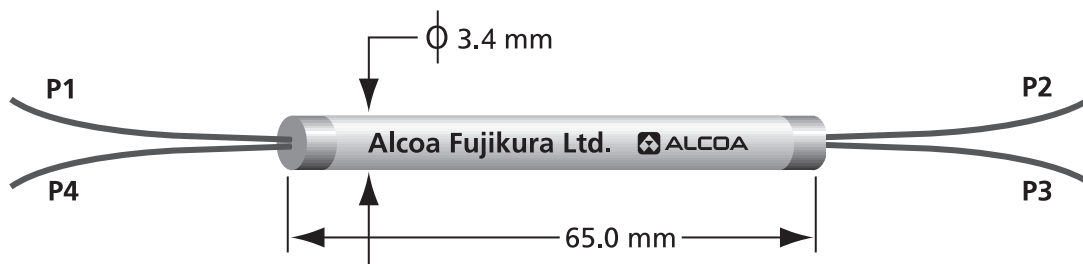 ϕ 3.4 mm
P1
P2
Alcoa Fujikura Ltd. ALCOA
P4
P3
65.0 mm